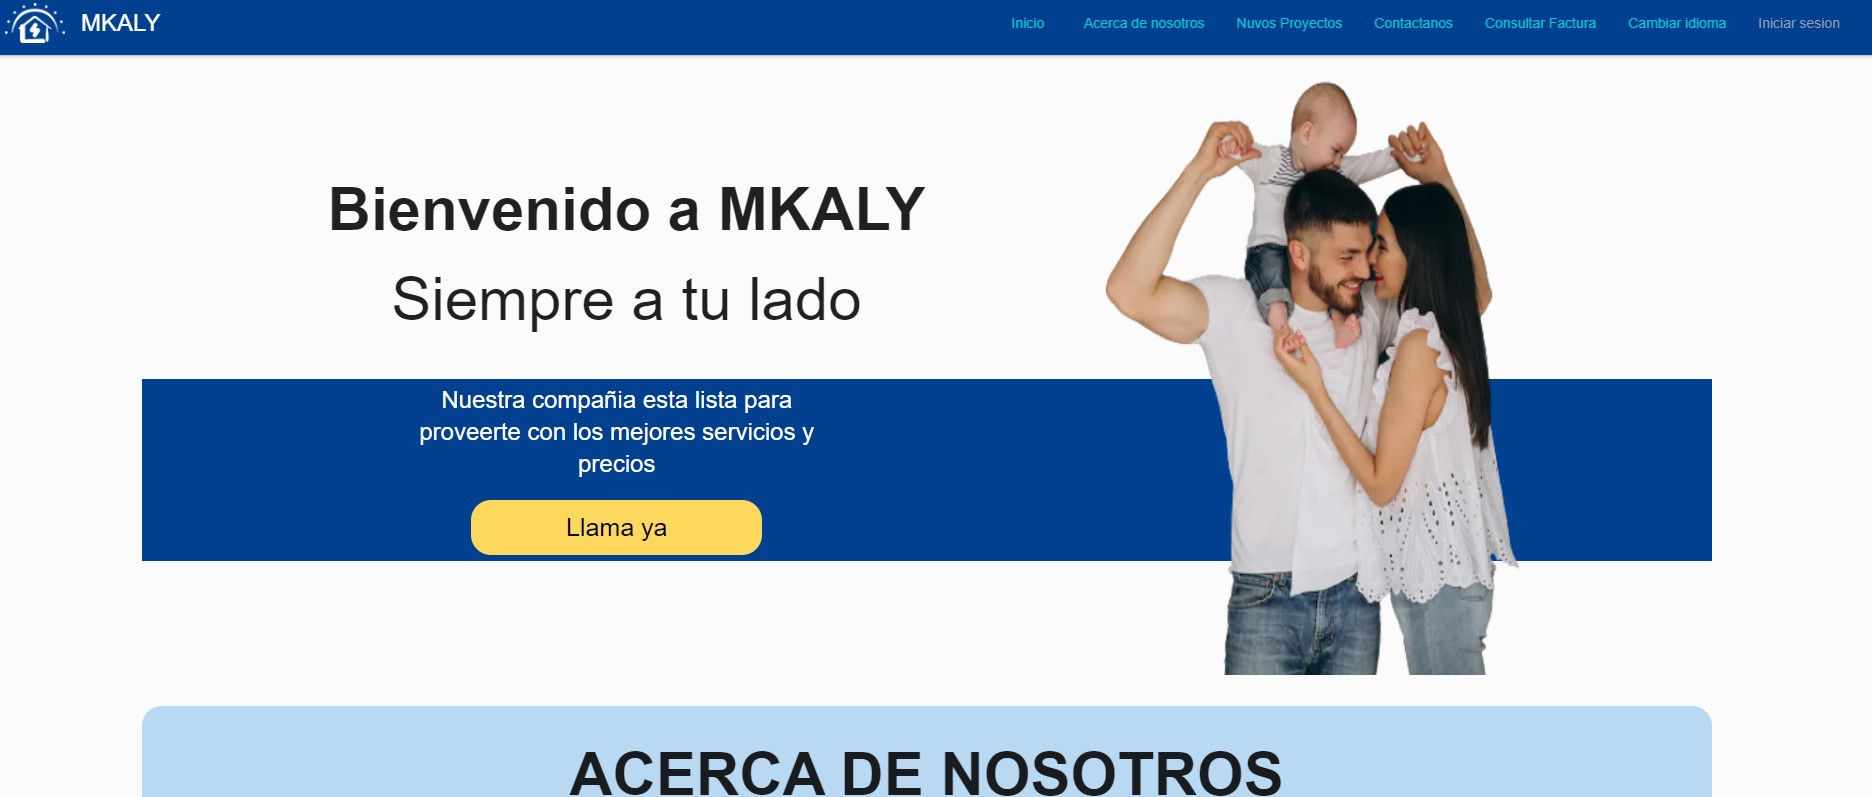 MKALY
Inicio
Acerca de nosotros
Nuvos Proyectos
Contactanos
Consultar Factura
Cambiar idioma
Iniciar sesion
Bienvenido a MKALY
Siempre a tu lado
Nuestra compañia esta lista para
proveerte con los mejores servicios y
precios
Llama ya
ACERCA DE NOSOTROS